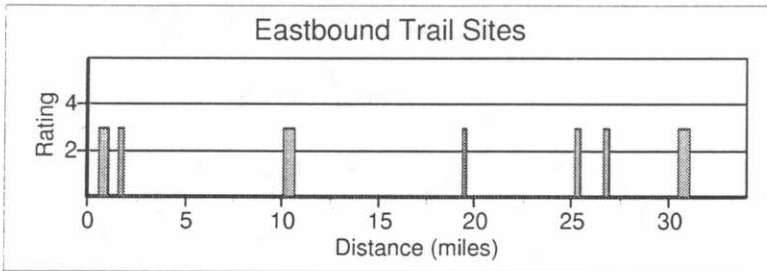 Eastbound Trail Sites
Rating
4
2
0 5 10 15 20 25 30
Distance (miles)